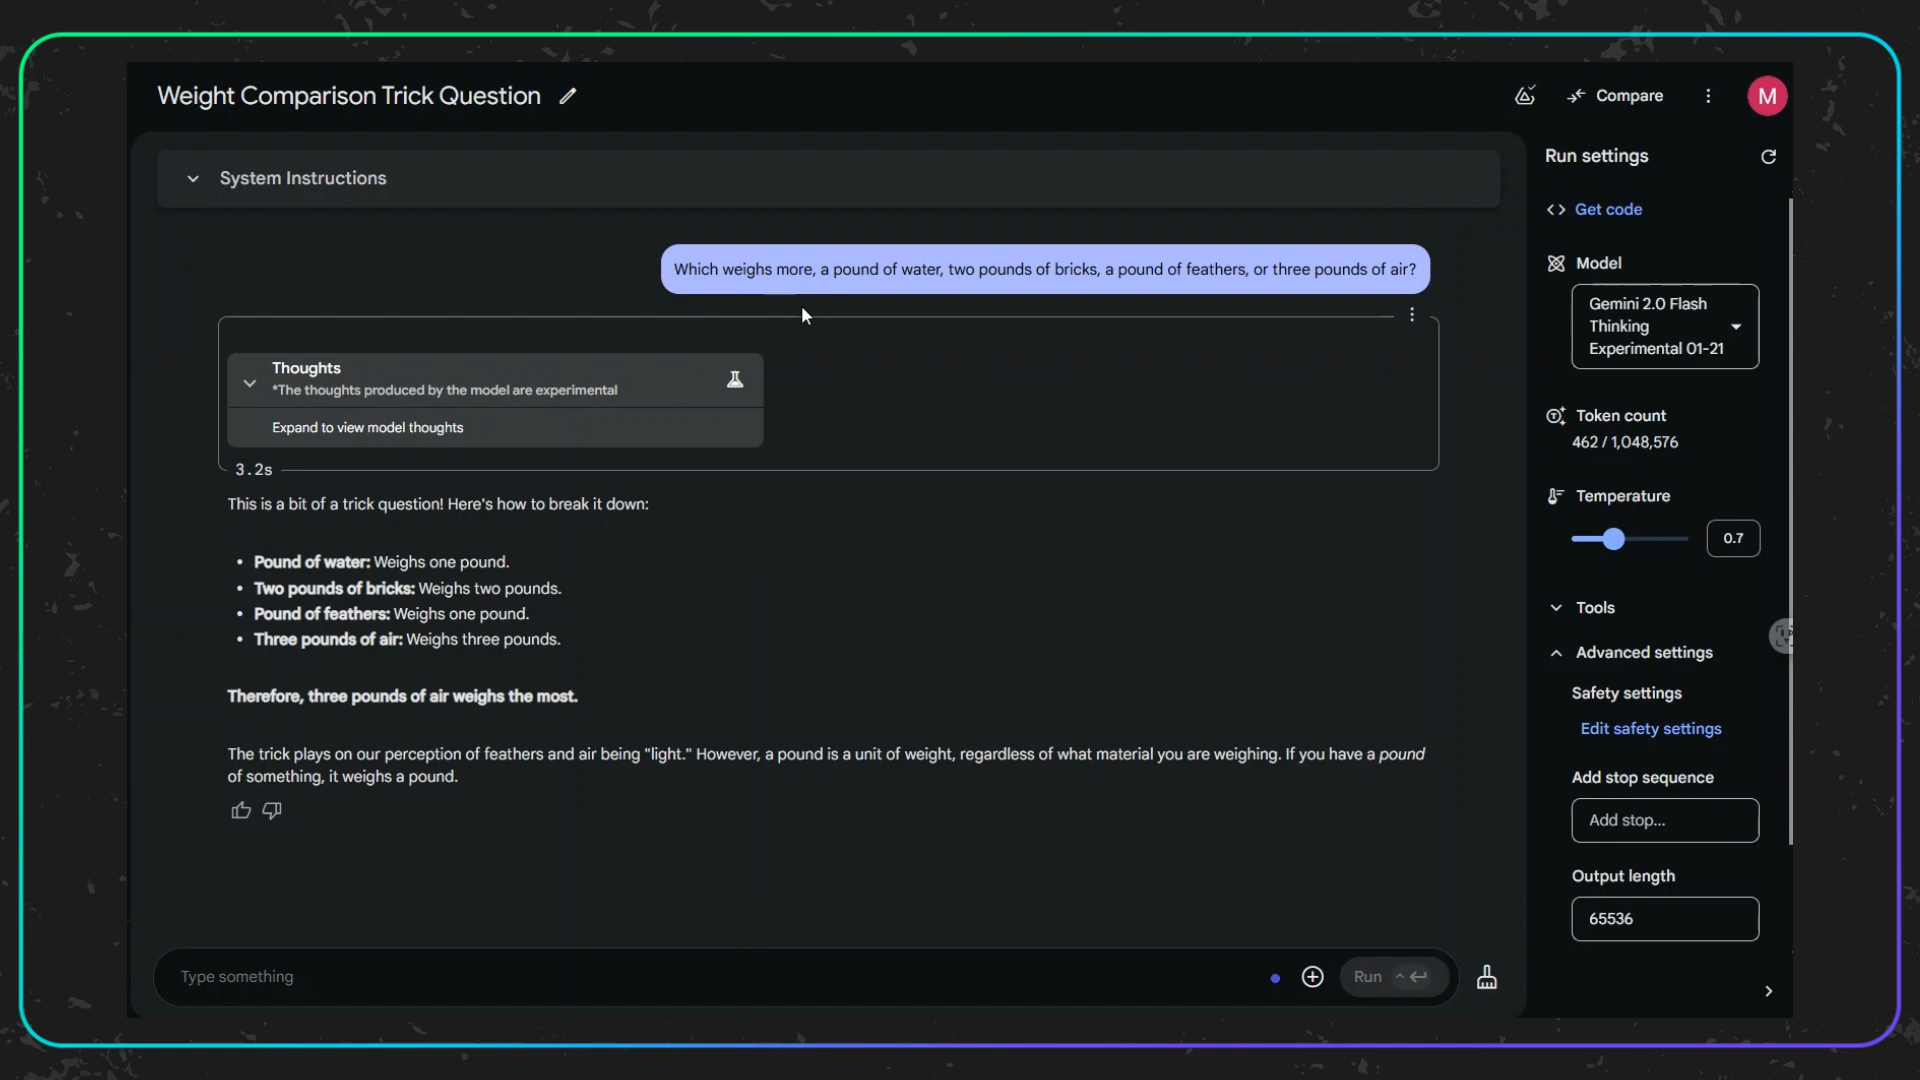 Weight Comparison Trick Question
Compare
M
System Instructions
Which weighs more, a pound of water, two pounds of bricks, a pound of feathers, or three pounds of air?
Thoughts
*The thoughts produced by the model are experimental
Expand to view model thoughts
3.2s
This is a bit of a trick question! Here's how to break it down:
• Pound of water: Weighs one pound.
• Two pounds of bricks: Weighs two pounds.
• Pound of feathers: Weighs one pound.
• Three pounds of air: Weighs three pounds.
Therefore, three pounds of air weighs the most.
The trick plays on our perception of feathers and air being "light." However, a pound is a unit of weight, regardless of what material you are weighing. If you have a pound
of something, it weighs a pound.
Type something
Run
Run settings
Get code
Model
Gemini 2.0 Flash
Thinking
Experimental 01-21
Token count
462 / 1,048,576
Temperature
0.7
Tools
Advanced settings
Safety settings
Edit safety settings
Add stop sequence
Add stop...
Output length
65536